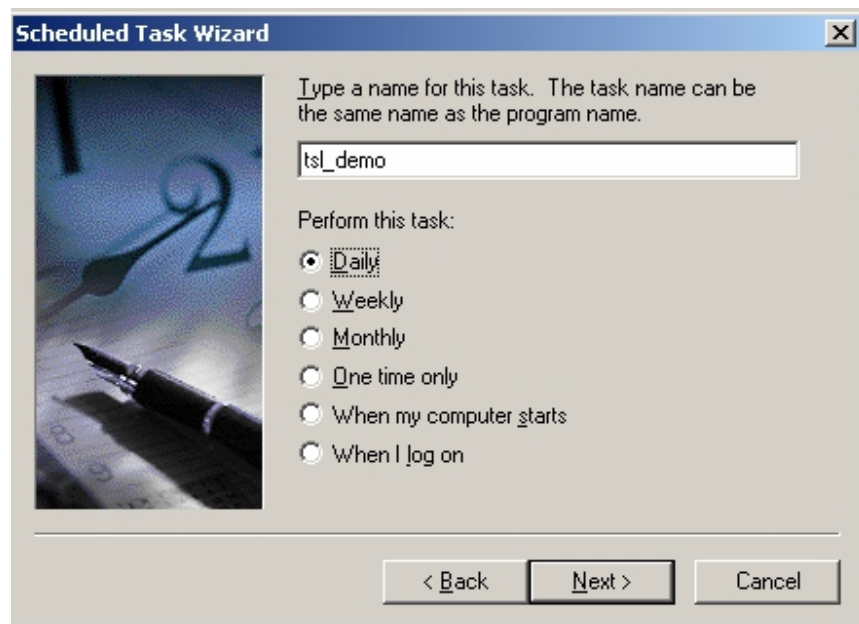 Scheduled Task Wizard
Type a name for this task. The task name can be
the same name as the program name.
tsl_demo
Perform this task:
Daily
Weekly
Monthly
One time only
When my computer starts
When I log on
< Back
Next >
Cancel